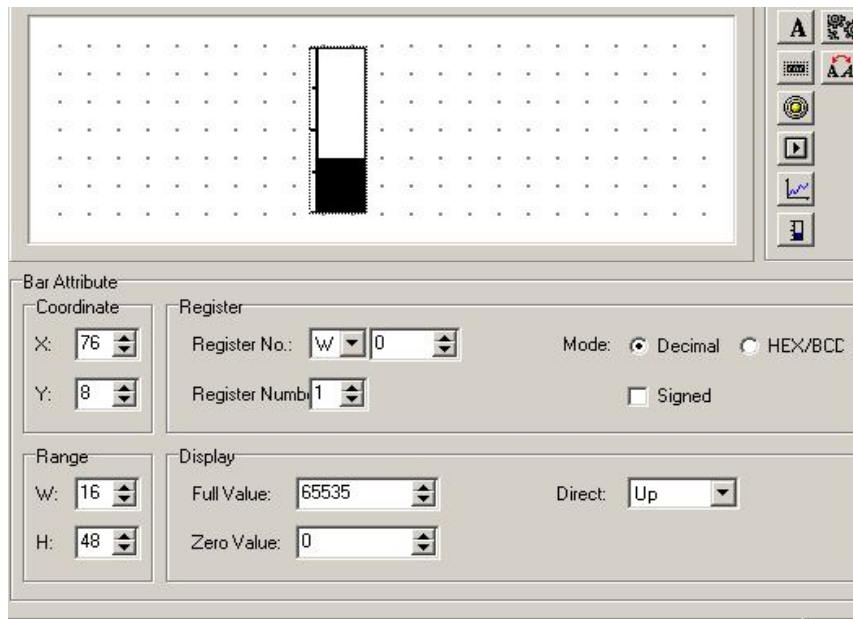 A
A A
Bar Attribute
Coordinate
Register
X: 76
Register No.: W 0
Mode: Decimal HEX/BCD
Y: 8
Register Numb 1
Signed
Range
Display
W: 16
Full Value: 65535
Direct: Up
H: 48
Zero Value: 0